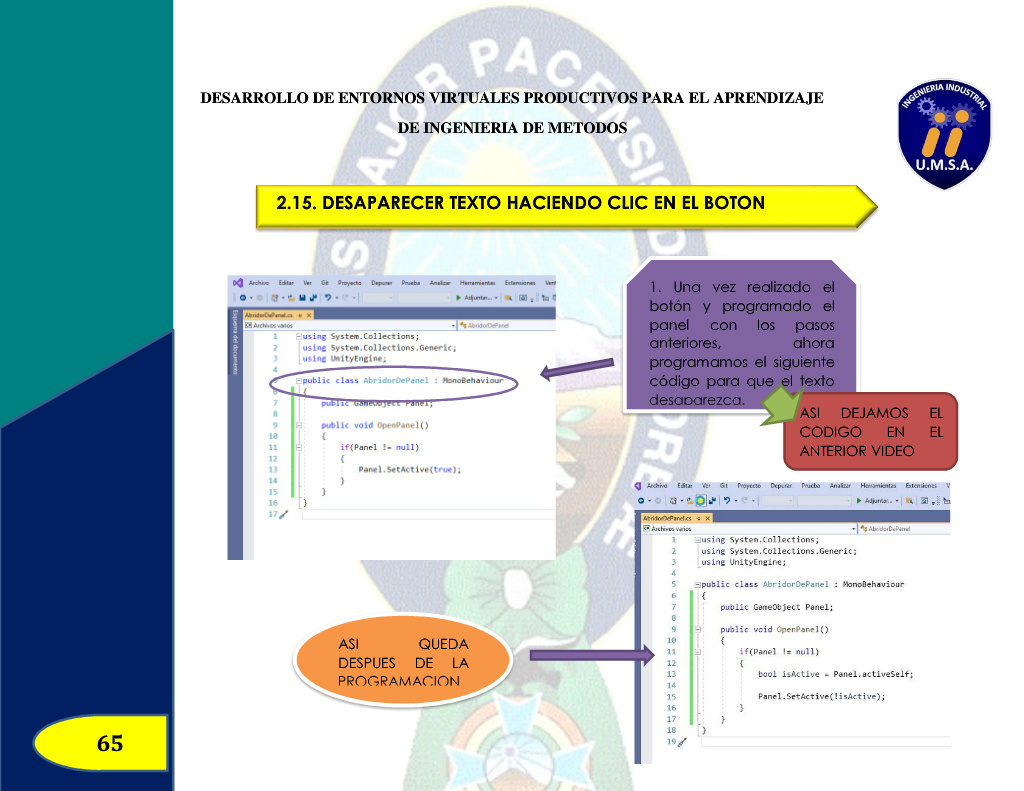 DESARROLLO DE ENTORNOS VIRTUALES PRODUCTIVOS PARA EL APRENDIZAJE
DE INGENIERIA DE METODOS
INGENIERIA INDUSTRIAL
U.M.S.A.
2.15. DESAPARECER TEXTO HACIENDO CLIC EN EL BOTON
Archivo Editar Ver Git Proyecto Depurar Prueba Analizar Herramientas Extensiones Vent
Adjuntar...
AbridorDePanel.cs
Archivos varios AbridorDePanel
Esquema del documento
1 using System.Collections;
2 using System.Collections.Generic;
3 using UnityEngine;
4
5 public class AbridorDePanel : MonoBehaviour
6 {
7 public GameObject Panel;
8
9 public void OpenPanel()
10 {
11 if(Panel != null)
12 {
13 Panel.SetActive(true);
14 }
15 }
16 }
17
1. Una vez realizado el
botón y programado el
panel con los pasos
anteriores, ahora
programamos el siguiente
código para que el texto
desaparezca.
ASI DEJAMOS EL
CODIGO EN EL
ANTERIOR VIDEO
Archivo Editar Ver Git Proyecto Depurar Prueba Analizar Herramientas Extensiones V
Adjuntar...
AbridorDePanel.cs
Archivos varios AbridorDePanel
1 using System.Collections;
2 using System.Collections.Generic;
3 using UnityEngine;
4
5 public class AbridorDePanel : MonoBehaviour
6 {
7 public GameObject Panel;
8
9 public void OpenPanel()
10 {
11 if(Panel != null)
12 {
13 bool isActive = Panel.activeSelf;
14
15 Panel.SetActive(!isActive);
16 }
17 }
18 }
19
ASI QUEDA
DESPUES DE LA
PROGRAMACION
65